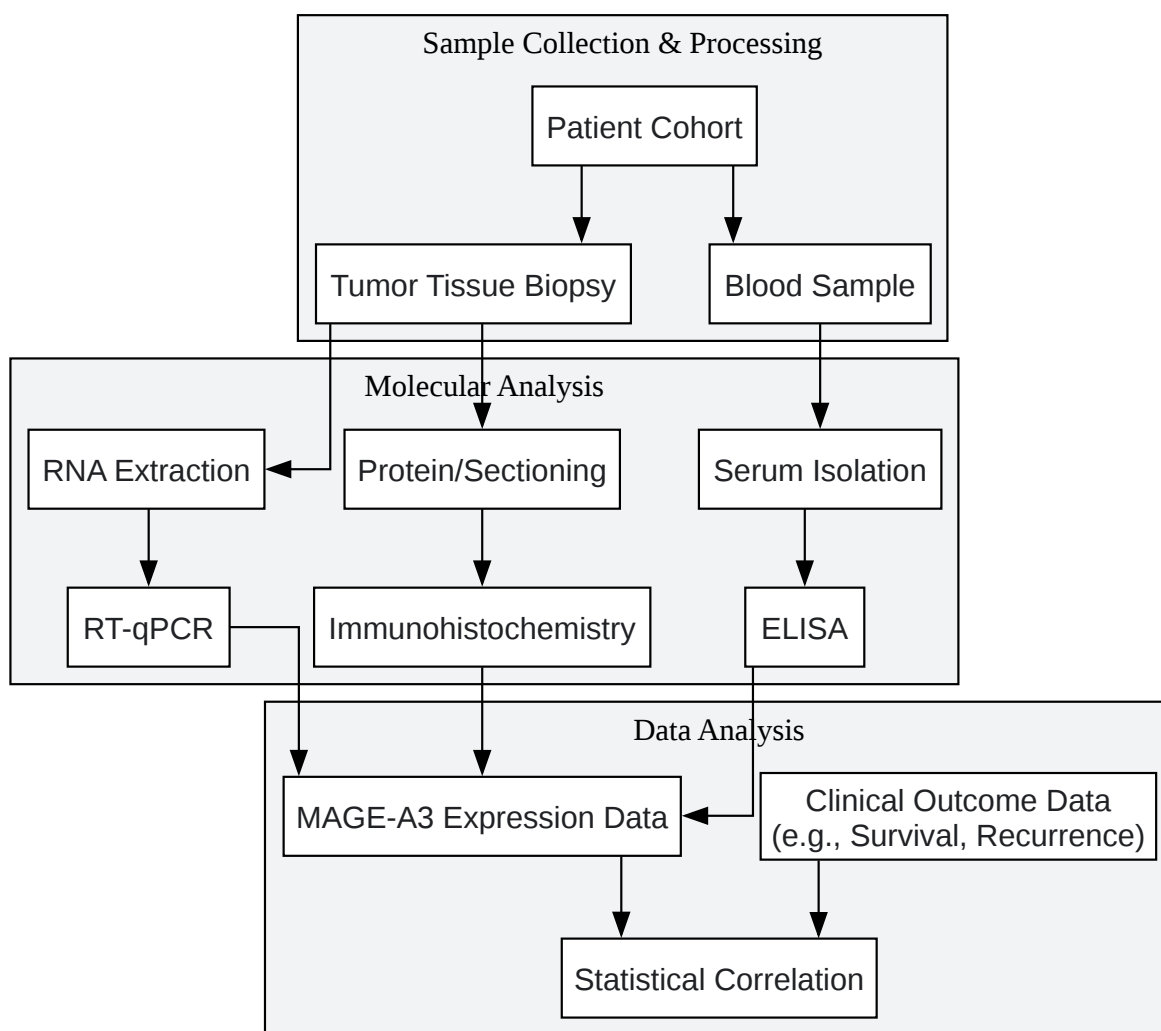 Sample Collection & Processing
Patient Cohort
Tumor Tissue Biopsy
Blood Sample
Molecular Analysis
RNA Extraction
Protein/Sectioning
Serum Isolation
RT-qPCR
Immunohistochemistry
ELISA
Data Analysis
MAGE-A3 Expression Data
Clinical Outcome Data
(e.g., Survival, Recurrence)
Statistical Correlation